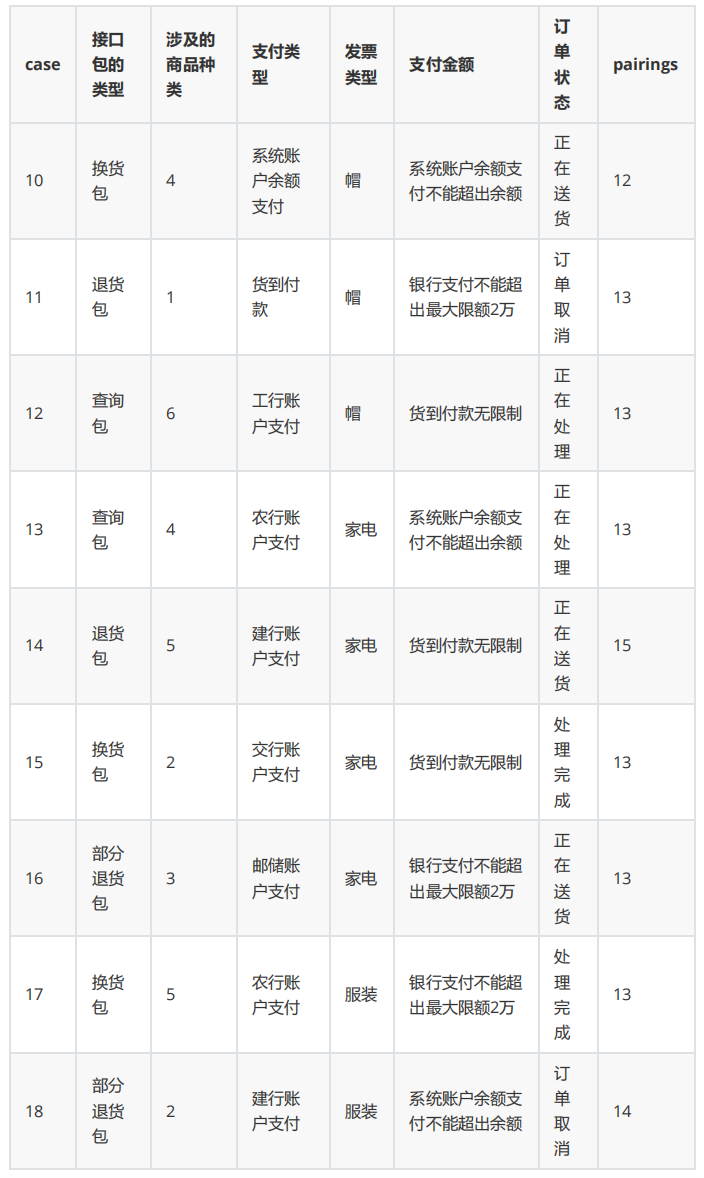 case
接口
包的
类型
涉及的
商品种
类
支付类
型
发票
类型
支付金额
订
单
状
态
pairings
10
换货
包
4
系统账
户余额
支付
帽
系统账户余额支
付不能超出余额
正
在
送
货
12
11
退货
包
1
货到付
款
帽
银行支付不能超
出最大限额2万
订
单
取
消
13
12
查询
包
6
工行账
户支付
帽
货到付款无限制
正
在
处
理
13
13
查询
包
4
农行账
户支付
家电
系统账户余额支
付不能超出余额
正
在
处
理
13
14
退货
包
5
建行账
户支付
家电
货到付款无限制
正
在
送
货
15
15
换货
包
2
交行账
户支付
家电
货到付款无限制
处
理
完
成
13
16
部分
退货
包
3
邮储账
户支付
家电
银行支付不能超
出最大限额2万
正
在
送
货
13
17
换货
包
5
农行账
户支付
服装
银行支付不能超
出最大限额2万
处
理
完
成
13
18
部分
退货
包
2
建行账
户支付
服装
系统账户余额支
付不能超出余额
订
单
取
消
14